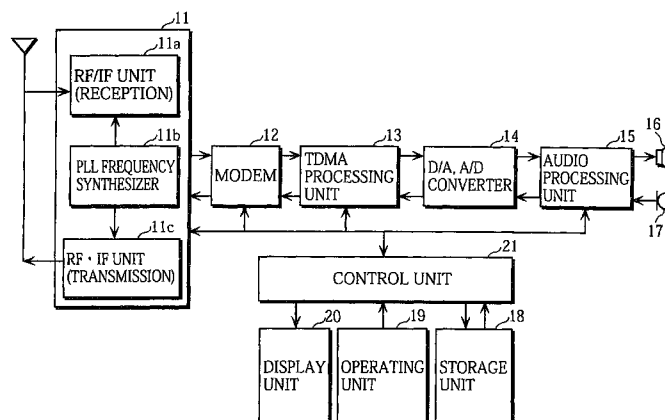 11
11a
RF/IF UNIT
(RECEPTION)
11b
PLL FREQUENCY
SYNTHESIZER
11c
RF・IF UNIT
(TRANSMISSION)
12
MODEM
13
TDMA
PROCESSING
UNIT
14
D/A, A/D
CONVERTER
15
AUDIO
PROCESSING
UNIT
16
17
21
CONTROL UNIT
20
DISPLAY
UNIT
19
OPERATING
UNIT
18
STORAGE
UNIT